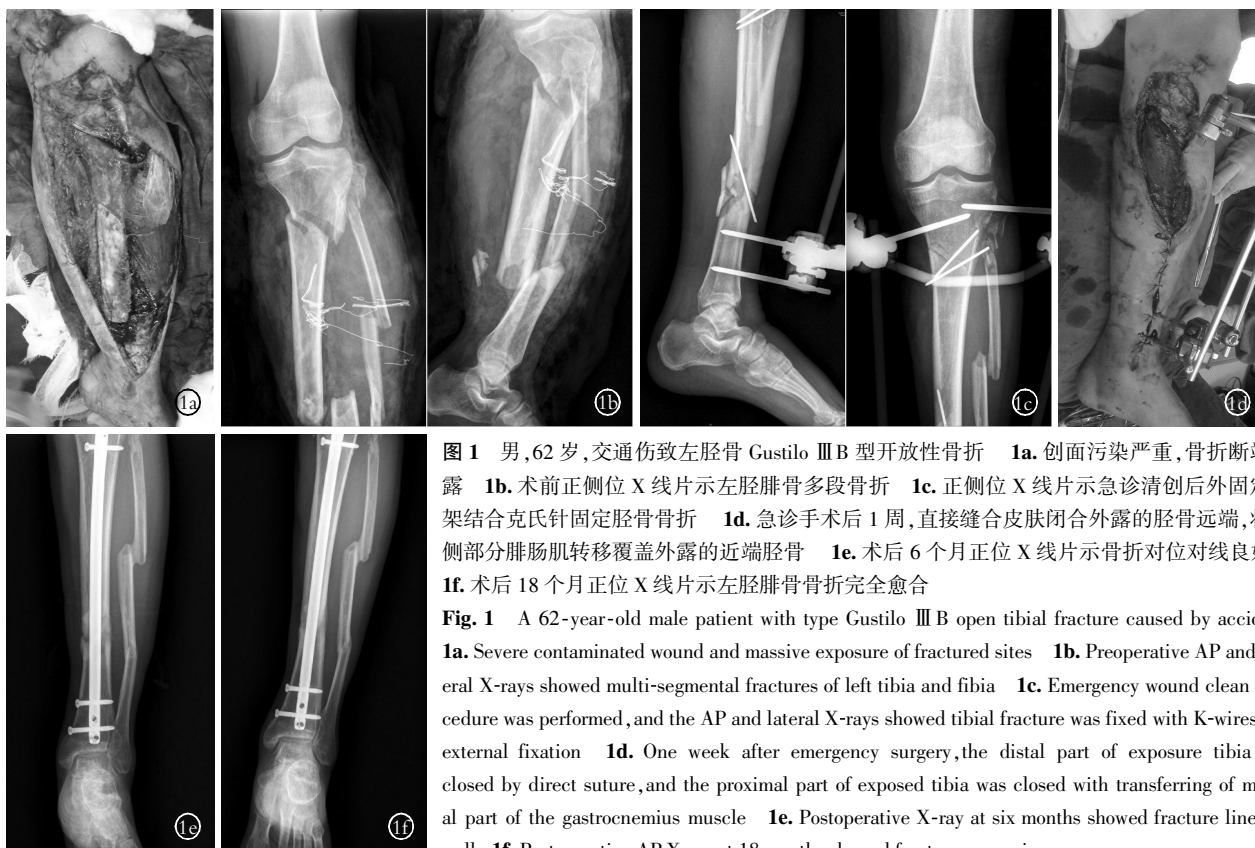 1a
1b
1c
1d
1e
1f
图 1 男,62 岁,交通伤致左胫骨 Gustilo ⅢB 型开放性骨折 1a. 创面污染严重,骨折断端
露 1b. 术前正侧位 X 线片示左胫腓骨多段骨折 1c. 正侧位 X 线片示急诊清创后外固定
架结合克氏针固定胫骨骨折 1d. 急诊手术后 1 周,直接缝合皮肤闭合外露的胫骨远端,将
侧部分腓肠肌转移覆盖外露的近端胫骨 1e. 术后 6 个月正位 X 线片示骨折对位对线良好
1f. 术后 18 个月正位 X 线片示左胫腓骨骨折完全愈合
Fig. 1 A 62-year-old male patient with type Gustilo ⅢB open tibial fracture caused by accid
1a. Severe contaminated wound and massive exposure of fractured sites 1b. Preoperative AP and
eral X-rays showed multi-segmental fractures of left tibia and fibia 1c. Emergency wound clean
cedure was performed,and the AP and lateral X-rays showed tibial fracture was fixed with K-wires
external fixation 1d. One week after emergency surgery,the distal part of exposure tibia
closed by direct suture,and the proximal part of exposed tibia was closed with transferring of m
al part of the gastrocnemius muscle 1e. Postoperative X-ray at six months showed fracture line